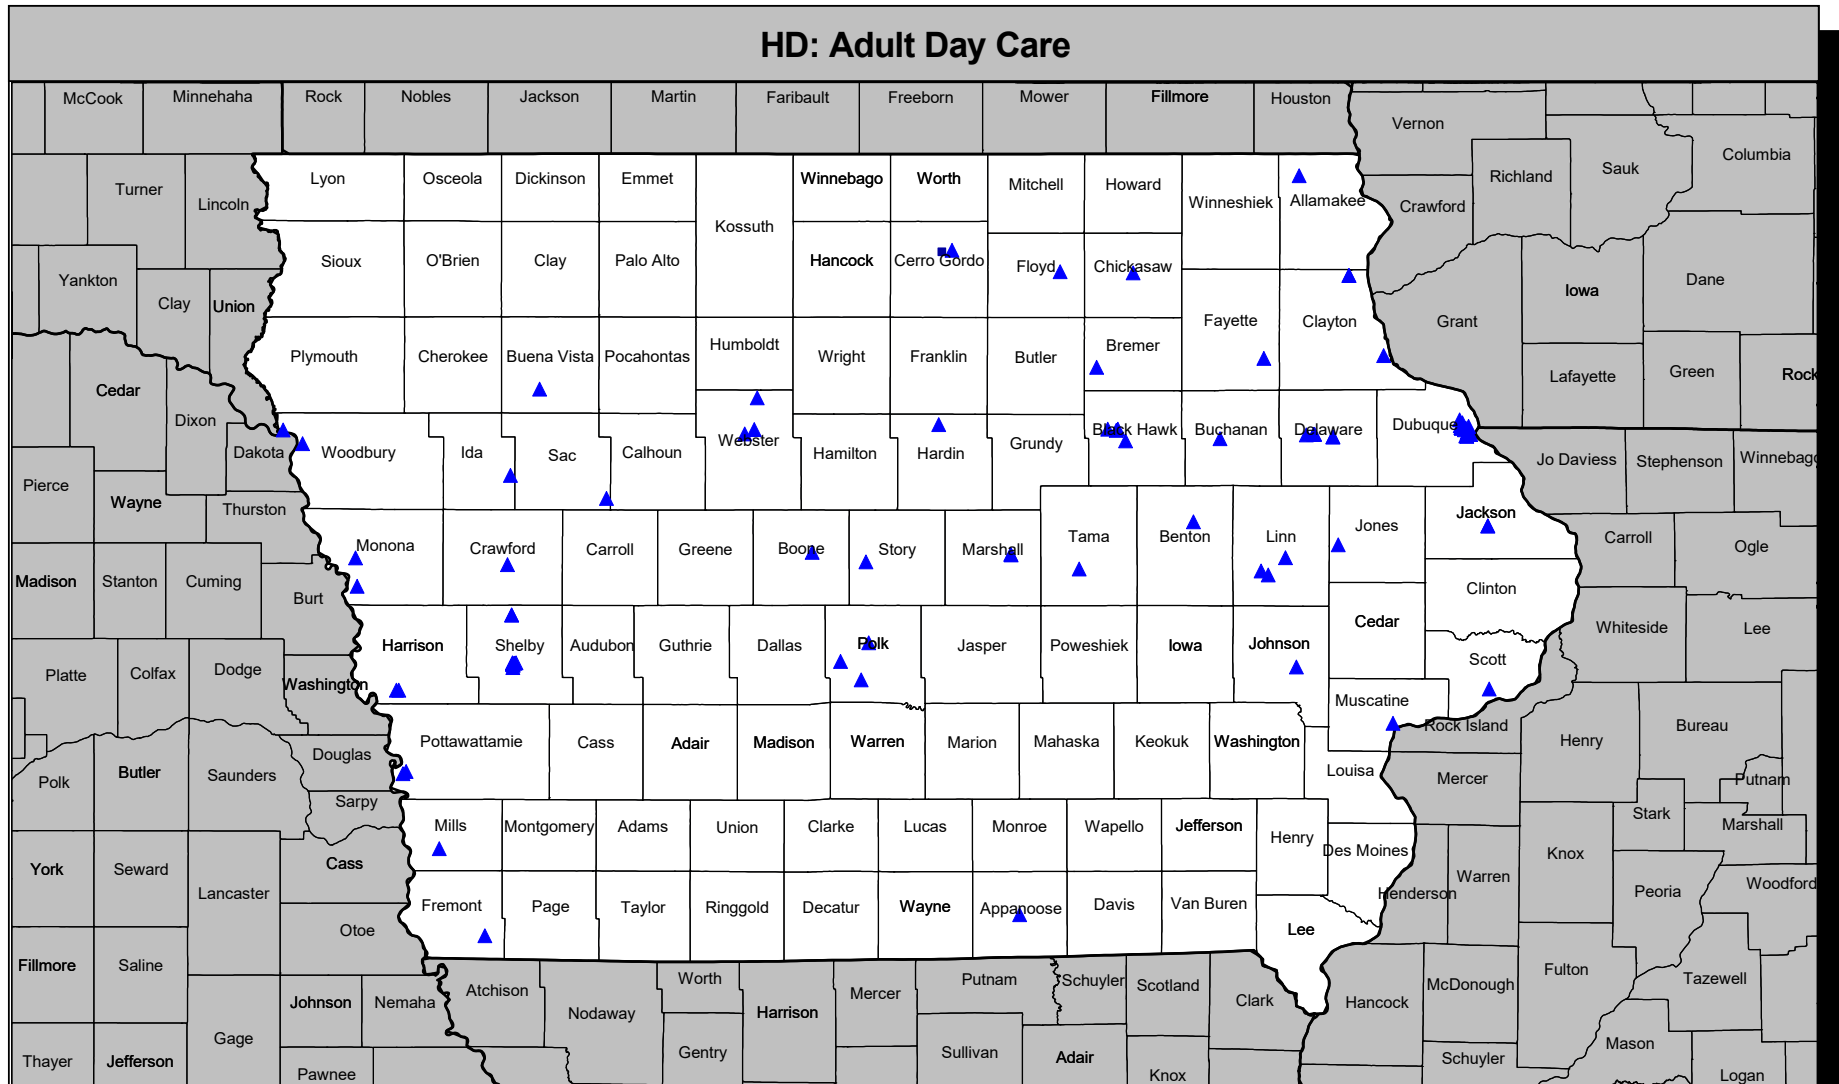 HD: Adult Day Care
McCook Minnehaha Rock Nobles Jackson Martin Faribault Freeborn Mower Fillmore Houston
Vernon
Turner Lincoln Lyon Osceola Dickinson Emmet Winnebago Worth Mitchell Howard Winneshiek Allamakee Crawford Richland Sauk Columbia
Kossuth
Yankton Clay Union Sioux O'Brien Clay Palo Alto Hancock Cerro Gordo Floyd Chickasaw Iowa Dane
Fayette Clayton Grant
Cedar Dixon Plymouth Cherokee Buena Vista Pocahontas Humboldt Wright Franklin Butler Bremer Lafayette Green Rock
Pierce Dakota Woodbury Ida Sac Calhoun Webster Hamilton Hardin Grundy Black Hawk Buchanan Delaware Dubuque Jo Daviess Stephenson Winnebago
Wayne Thurston
Madison Stanton Cuming Burt Monona Crawford Carroll Greene Boone Story Marshall Tama Benton Linn Jones Jackson Carroll Ogle
Clinton
Platte Colfax Dodge Washington Harrison Shelby Audubon Guthrie Dallas Polk Jasper Poweshiek Iowa Johnson Cedar Scott Whiteside Lee
Muscatine Rock Island
Polk Butler Saunders Douglas Pottawattamie Cass Adair Madison Warren Marion Mahaska Keokuk Washington Louisa Mercer Henry Bureau Putnam
Sarpy Mills Montgomery Adams Union Clarke Lucas Monroe Wapello Jefferson Henry Des Moines Stark Marshall
York Seward Lancaster Cass Henderson Warren Knox Peoria Woodford
Otoe Fremont Page Taylor Ringgold Decatur Wayne Appanoose Davis Van Buren Lee
Fillmore Saline Johnson Nemaha Atchison Nodaway Worth Harrison Mercer Putnam Schuyler Scotland Clark Hancock McDonough Fulton Tazewell
Thayer Jefferson Gage Pawnee Gentry Sullivan Adair Knox Schuyler Mason Logan